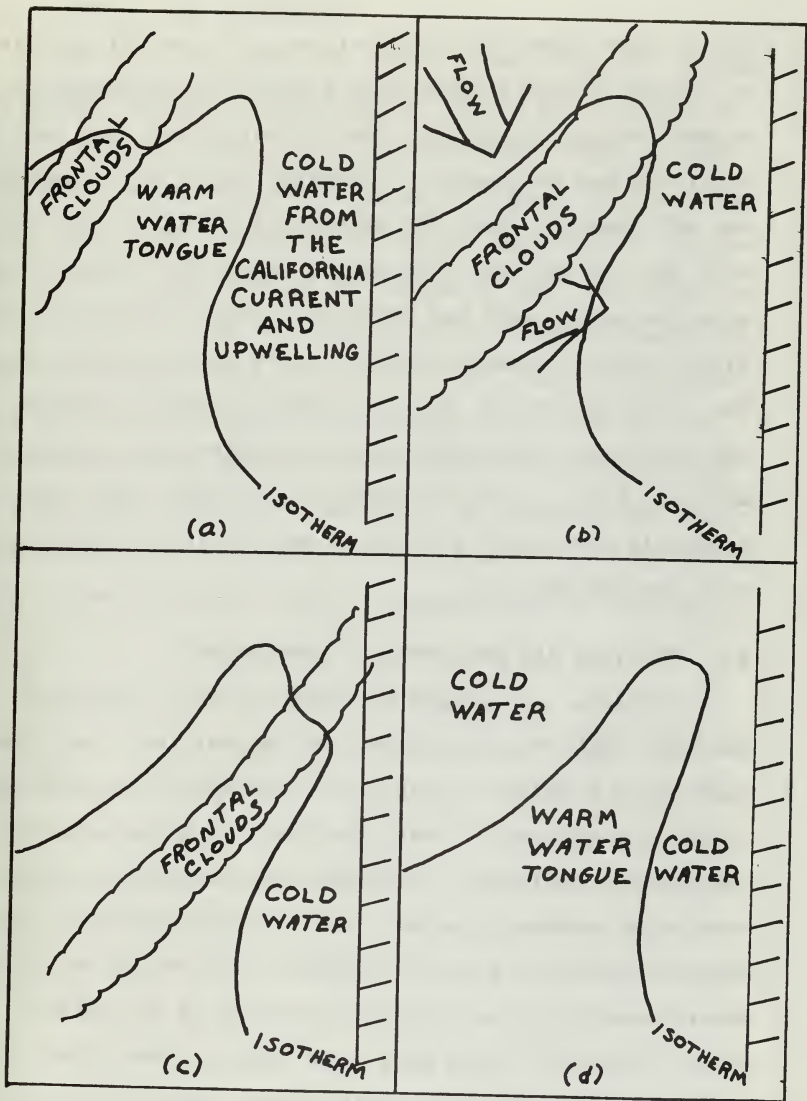 FRONTAL
CLOUDS
WARM
WATER
TONGUE
COLD
WATER
FROM
THE
CALIFORNIA
CURRENT
AND
UPWELLING
ISOTHERM
(a)
FLOW
FRONTAL
CLOUDS
COLD
WATER
FLOW
ISOTHERM
(b)
FRONTAL
CLOUDS
COLD
WATER
ISOTHERM
(c)
COLD
WATER
WARM
WATER
TONGUE
COLD
WATER
ISOTHERM
(d)